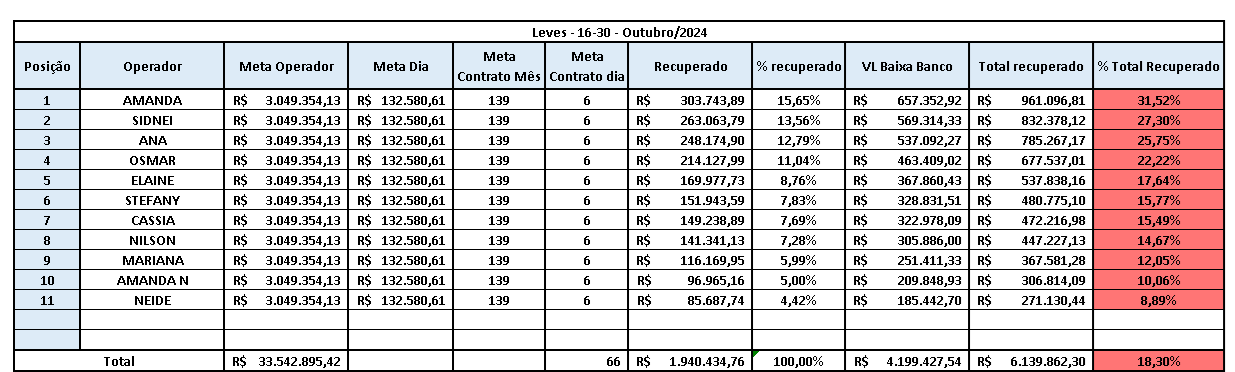 Leves - 16-30 - Outubro/2024
Posição Operador Meta Operador Meta Dia Meta Contrato Mês Meta Contrato dia Recuperado % recuperado VL Baixa Banco Total recuperado % Total Recuperado
1 AMANDA R$ 3.049.354,13 R$ 132.580,61 139 6 R$ 303.743,89 15,65% R$ 657.352,92 R$ 961.096,81 31,52%
2 SIDNEI R$ 3.049.354,13 R$ 132.580,61 139 6 R$ 263.063,79 13,56% R$ 569.314,33 R$ 832.378,12 27,30%
3 ANA R$ 3.049.354,13 R$ 132.580,61 139 6 R$ 248.174,90 12,79% R$ 537.092,27 R$ 785.267,17 25,75%
4 OSMAR R$ 3.049.354,13 R$ 132.580,61 139 6 R$ 214.127,99 11,04% R$ 463.409,02 R$ 677.537,01 22,22%
5 ELAINE R$ 3.049.354,13 R$ 132.580,61 139 6 R$ 169.977,73 8,76% R$ 367.860,43 R$ 537.838,16 17,64%
6 STEFANY R$ 3.049.354,13 R$ 132.580,61 139 6 R$ 151.943,59 7,83% R$ 328.831,51 R$ 480.775,10 15,77%
7 CASSIA R$ 3.049.354,13 R$ 132.580,61 139 6 R$ 149.238,89 7,69% R$ 322.978,09 R$ 472.216,98 15,49%
8 NILSON R$ 3.049.354,13 R$ 132.580,61 139 6 R$ 141.341,13 7,28% R$ 305.886,00 R$ 447.227,13 14,67%
9 MARIANA R$ 3.049.354,13 R$ 132.580,61 139 6 R$ 116.169,95 5,99% R$ 251.411,33 R$ 367.581,28 12,05%
10 AMANDA N R$ 3.049.354,13 R$ 132.580,61 139 6 R$ 96.965,16 5,00% R$ 209.848,93 R$ 306.814,09 10,06%
11 NEIDE R$ 3.049.354,13 R$ 132.580,61 139 6 R$ 85.687,74 4,42% R$ 185.442,70 R$ 271.130,44 8,89%
Total R$ 33.542.895,42 66 R$ 1.940.434,76 100,00% R$ 4.199.427,54 R$ 6.139.862,30 18,30%